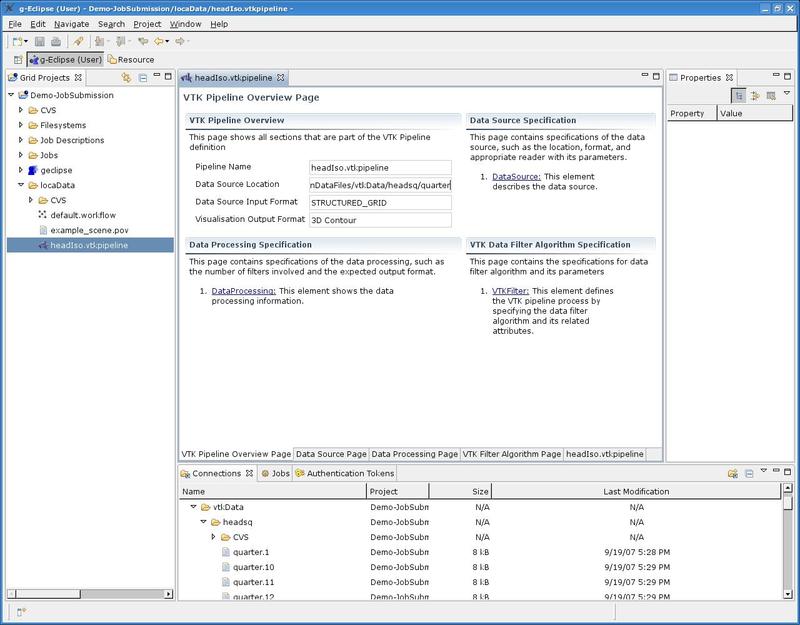 g-Eclipse (User) - Demo-JobSubmission/locaData/headIso.vtkpipeline -
File Edit Navigate Search Project Window Help
g-Eclipse (User) Resource
Grid Projects
Demo-JobSubmission
CVS
Filesystems
Job Descriptions
Jobs
geclipse
locaData
CVS
default.workflow
example_scene.pov
headIso.vtkpipeline
headIso.vtkpipeline
VTK Pipeline Overview Page
VTK Pipeline Overview
This page shows all sections that are part of the VTK Pipeline
definition
Pipeline Name headIso.vtkpipeline
Data Source Location nDataFiles/vtkData/headsq/quarter
Data Source Input Format STRUCTURED_GRID
Visualisation Output Format 3D Contour
Data Source Specification
This page contains specifications of the data
source, such as the location, format, and
appropriate reader with its parameters.
1. DataSource: This element
describes the data source.
Data Processing Specification
This page contains specifications of the data processing, such as
the number of filters involved and the expected output format.
1. DataProcessing: This element shows the data
processing information.
VTK Data Filter Algorithm Specification
This page contains the specifications for data
filter algorithm and its parameters
1. VTKFilter: This element defines
the VTK pipeline process by
specifying the data filter
algorithm and its related
attributes.
VTK Pipeline Overview Page Data Source Page Data Processing Page VTK Filter Algorithm Page headIso.vtkpipeline
Properties
Property Value
Connections Jobs Authentication Tokens
Name Project Size Last Modification
vtkData Demo-JobSubm N/A N/A
headsq Demo-JobSubm N/A N/A
CVS Demo-JobSubm N/A N/A
quarter.1 Demo-JobSubm 8 kB 9/19/07 5:28 PM
quarter.10 Demo-JobSubm 8 kB 9/19/07 5:29 PM
quarter.11 Demo-JobSubm 8 kB 9/19/07 5:29 PM
quarter.12 Demo-JobSubm 8 kB 9/19/07 5:29 PM